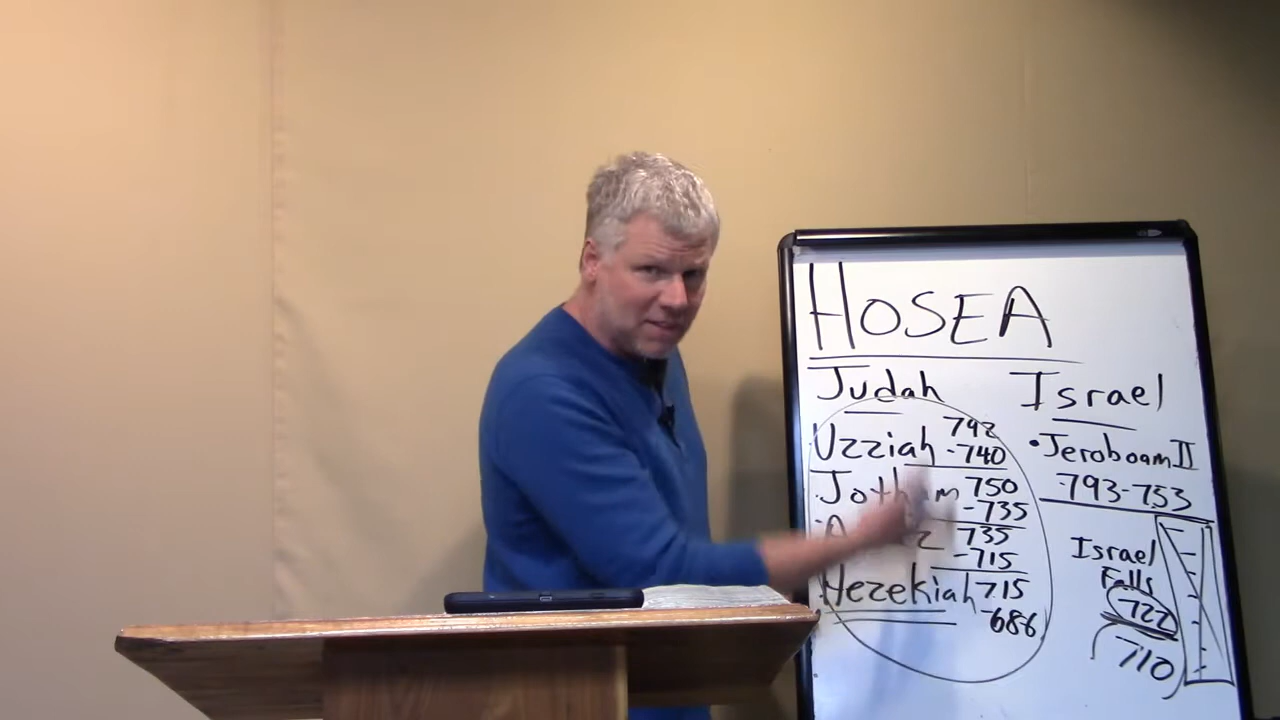 HOSEA
Judah
Uzziah 792
-740
Jotham 750
-735
735
-715
Hezekiah 715
-686
Israel
•Jeroboam II
793-753
Israel
Falls
722
710